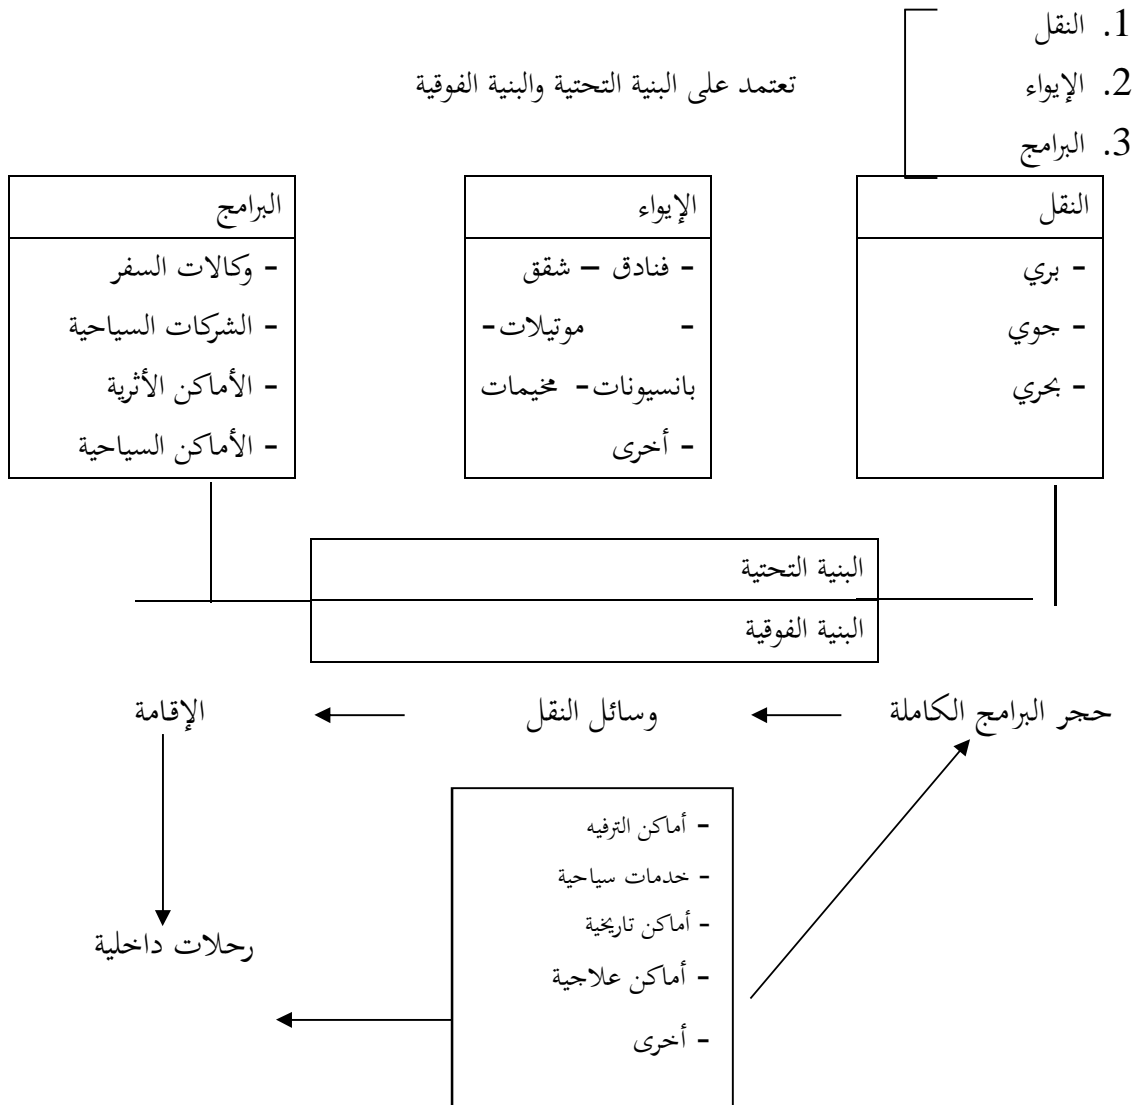 1. النقل
2. الإيواء
تعتمد على البنية التحتية والبنية الفوقية
3. البرامج
النقل
- بري
- جوي
- بحري
الإيواء
- فنادق – شقق
- موتيلات-
بانسيونات- مخيمات
- أخرى
البرامج
- وكالات السفر
- الشركات السياحية
- الأماكن الأثرية
- الأماكن السياحية
البنية التحتية
البنية الفوقية
حجر البرامج الكاملة
وسائل النقل
الإقامة
- أماكن الترفيه
- خدمات سياحية
- أماكن تاريخية
- أماكن علاجية
- أخرى
رحلات داخلية